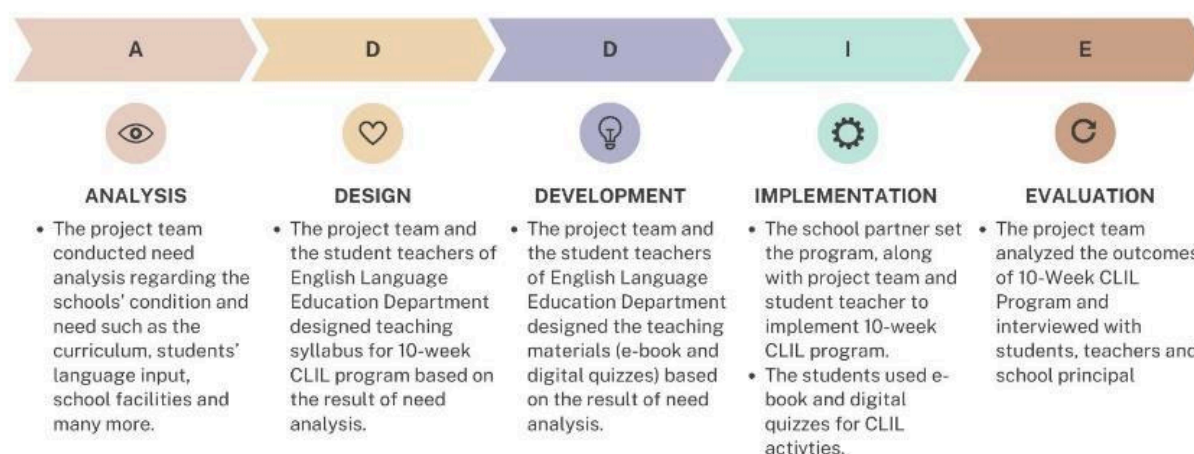 A
D
D
I
E
ANALYSIS
• The project team
conducted need
analysis regarding the
schools' condition and
need such as the
curriculum, students'
language input,
school facilities and
many more.
DESIGN
• The project team and
the student teachers of
English Language
Education Department
designed teaching
syllabus for 10-week
CLIL program based on
the result of need
analysis.
DEVELOPMENT
• The project team and
the student teachers
of English Language
Education Department
designed the teaching
materials (e-book and
digital quizzes) based
on the result of need
analysis.
IMPLEMENTATION
• The school partner set
the program, along
with project team and
student teacher to
implement 10-week
CLIL program.
• The students used e-
book and digital
quizzes for CLIL
activties.
EVALUATION
• The project team
analyzed the outcomes
of 10-Week CLIL
Program and
interviewed with
students, teachers and
school principal